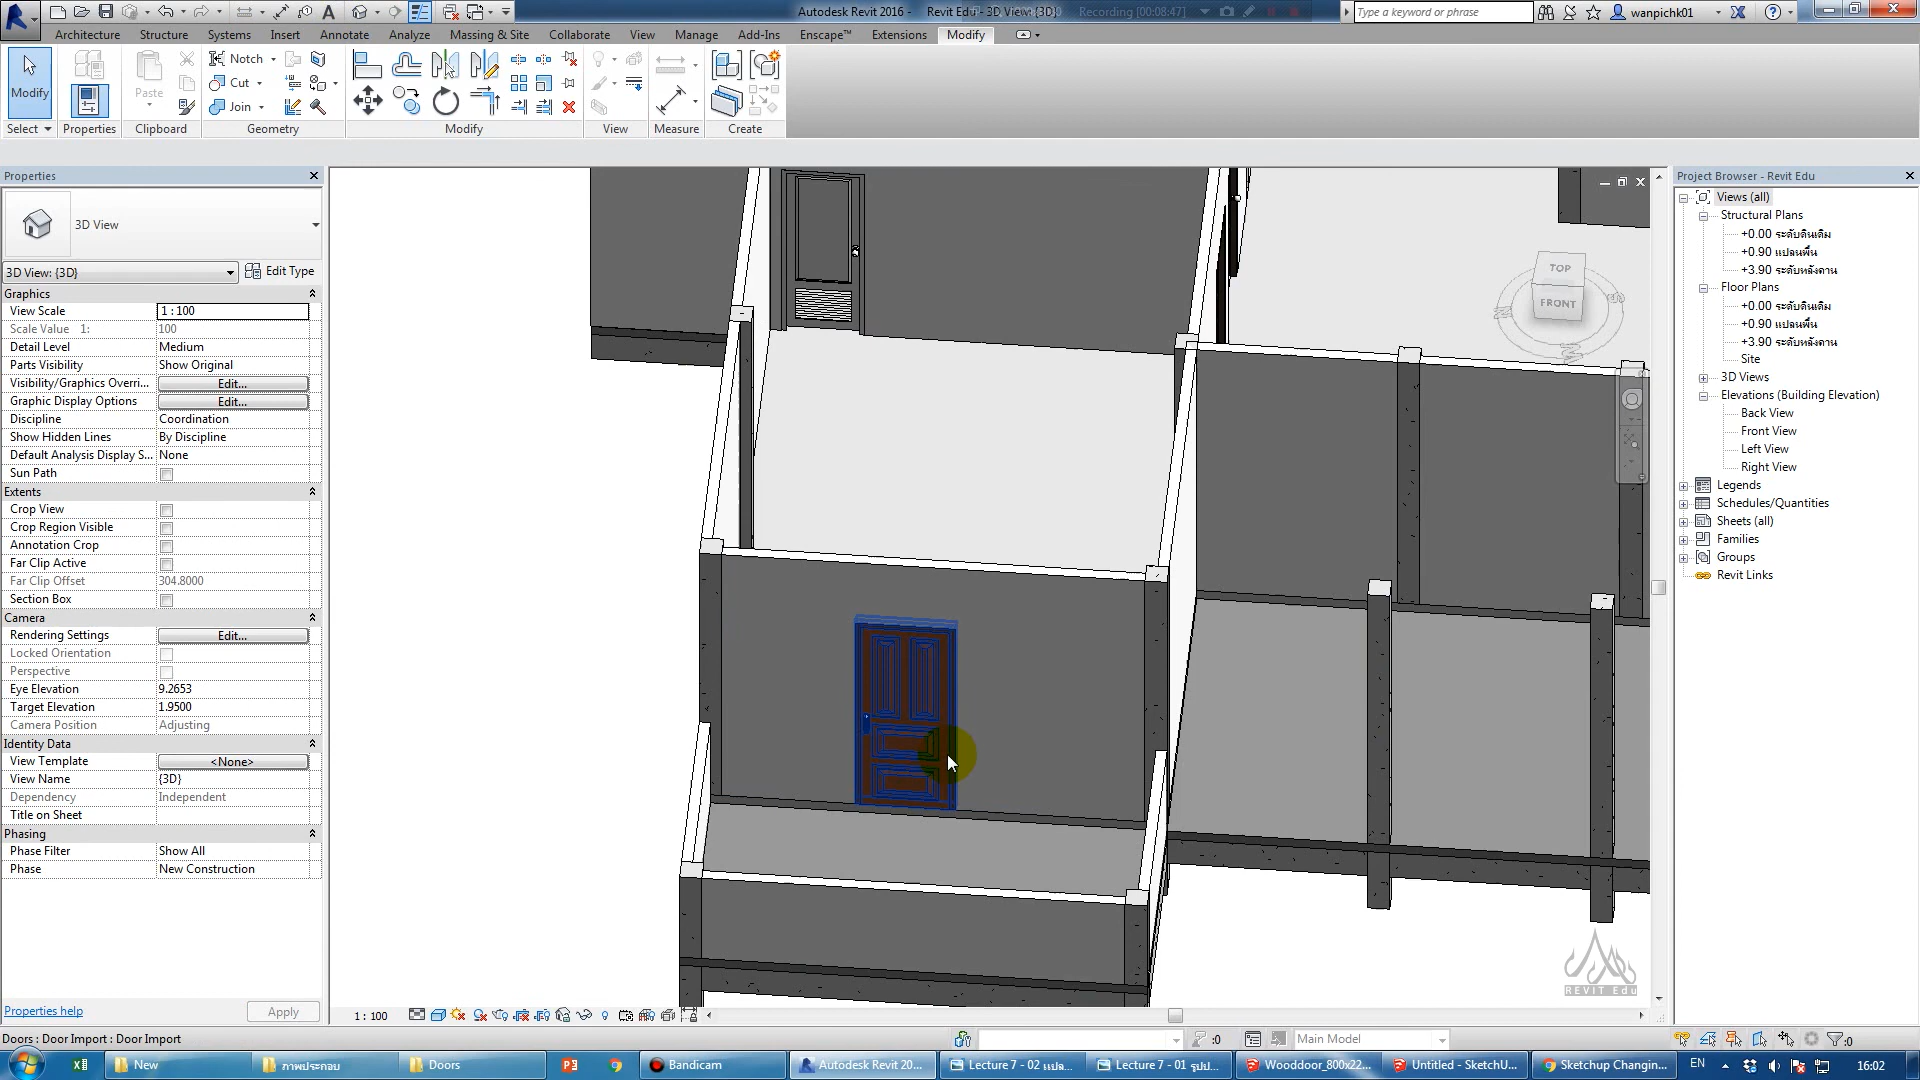 Autodesk Revit 2016 - Revit Edu - 3D View: {3D} Recording [00:08:47] Type a keyword or phrase wanpichk01
Architecture Structure Systems Insert Annotate Analyze Massing & Site Collaborate View Manage Add-Ins Enscape™ Extensions Modify
Modify Paste Notch Cut Join
Select Properties Clipboard Geometry Modify View Measure Create
Properties
3D View
3D View: {3D} Edit Type
Graphics
View Scale 1 : 100
Scale Value 1: 100
Detail Level Medium
Parts Visibility Show Original
Visibility/Graphics Overri... Edit...
Graphic Display Options Edit...
Discipline Coordination
Show Hidden Lines By Discipline
Default Analysis Display S... None
Sun Path
Extents
Crop View
Crop Region Visible
Annotation Crop
Far Clip Active
Far Clip Offset 304.8000
Section Box
Camera
Rendering Settings Edit...
Locked Orientation
Perspective
Eye Elevation 9.2653
Target Elevation 1.9500
Camera Position Adjusting
Identity Data
View Template <None>
View Name {3D}
Dependency Independent
Title on Sheet
Phasing
Phase Filter Show All
Phase New Construction
Properties help Apply
TOP
FRONT
REVIT Edu
1 : 100
Project Browser - Revit Edu
Views (all)
Structural Plans
+0.00 ระดับดินเดิม
+0.90 แปลนพื้น
+3.90 ระดับหลังคาน
Floor Plans
+0.00 ระดับดินเดิม
+0.90 แปลนพื้น
+3.90 ระดับหลังคาน
Site
3D Views
Elevations (Building Elevation)
Back View
Front View
Left View
Right View
Legends
Schedules/Quantities
Sheets (all)
Families
Groups
Revit Links
Doors : Door Import : Door Import :0 Main Model :0
New ภาพประกอบ Doors Bandicam Autodesk Revit 20... Lecture 7 - 02 แปล... Lecture 7 - 01 รูปป... Wooddoor_800x22... Untitled - SketchU... Sketchup Changin... EN 16:02